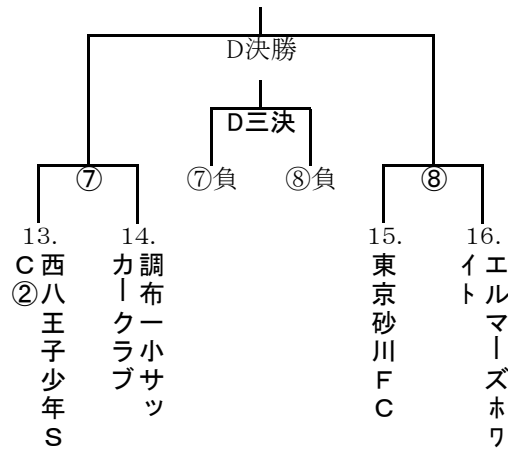 D決勝
D三決
⑦
⑦負
⑧負
⑧
13.
西八王子少年S
C②
14.
調布一小サッ
カークラブ
15.
東京砂川FC
16.
エルマーズホワ
イト